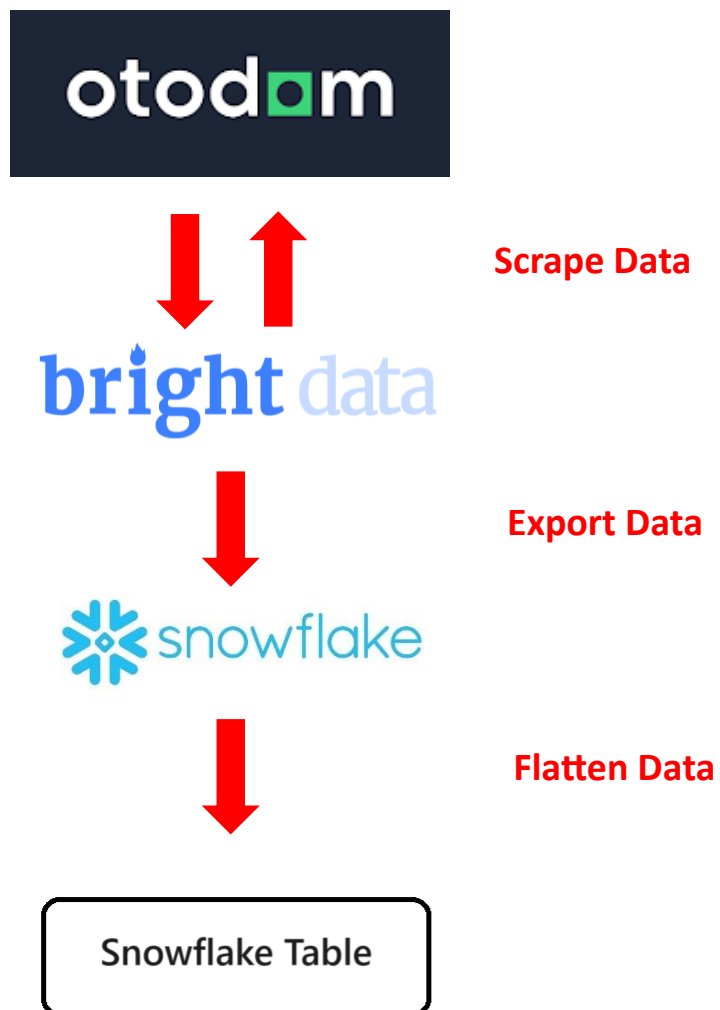 otodom
Scrape Data
bright data
Export Data
snowflake
Flatten Data
Snowflake Table